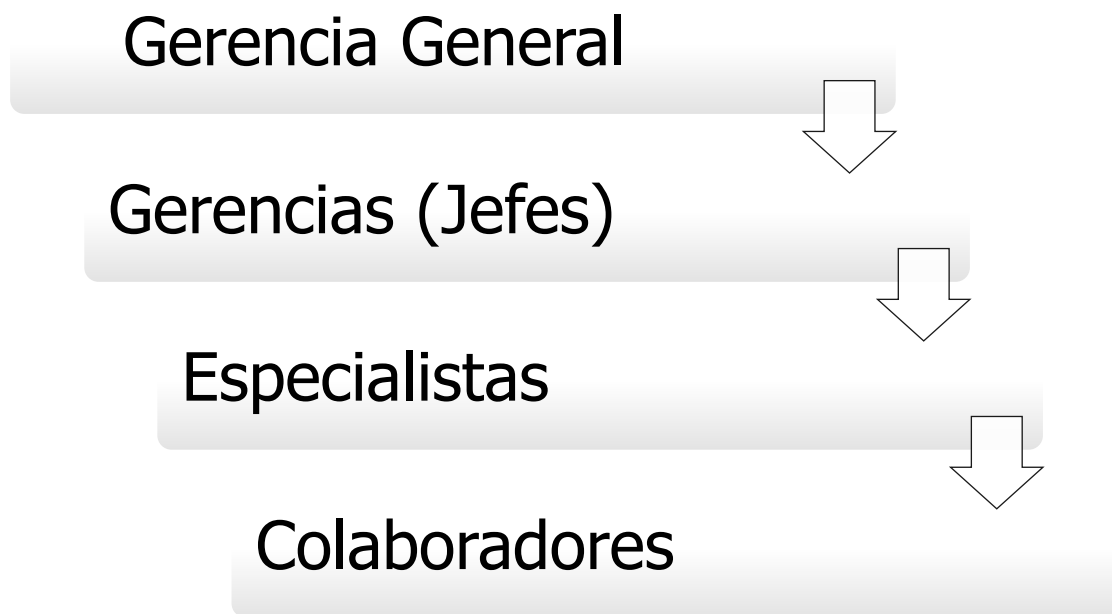 Gerencia General
Gerencias (Jefes)
Especialistas
Colaboradores